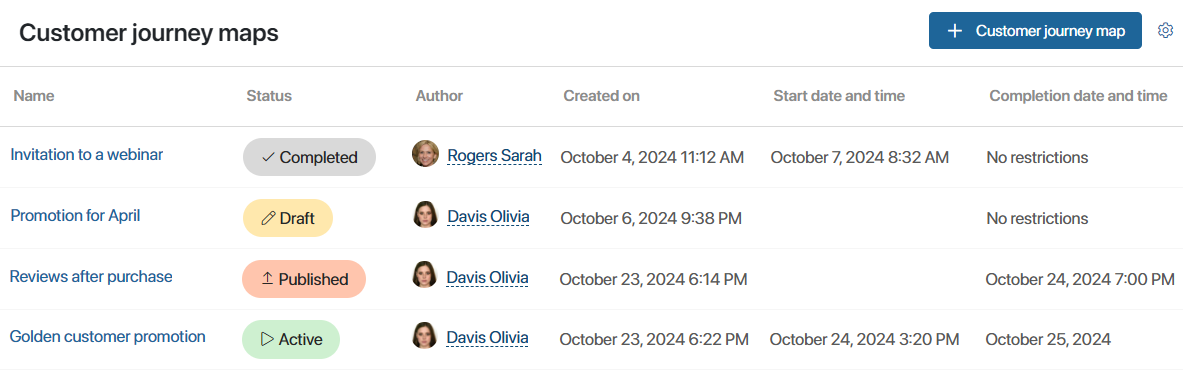 Customer journey maps
Customer journey map
Name Status Author Created on Start date and time Completion date and time
Invitation to a webinar Completed Rogers Sarah October 4, 2024 11:12 AM October 7, 2024 8:32 AM No restrictions
Promotion for April Draft Davis Olivia October 6, 2024 9:38 PM No restrictions
Reviews after purchase Published Davis Olivia October 23, 2024 6:14 PM October 24, 2024 7:00 PM
Golden customer promotion Active Davis Olivia October 23, 2024 6:22 PM October 24, 2024 3:20 PM October 25, 2024